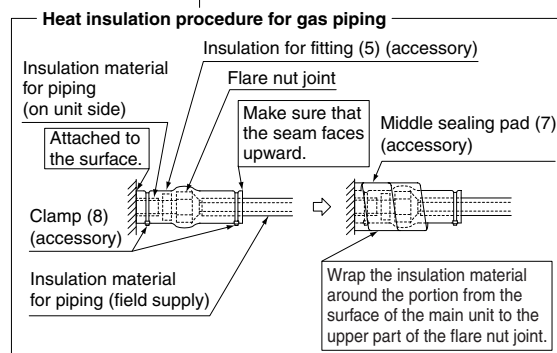 Heat insulation procedure for gas piping
Insulation for fitting (5) (accessory)
Insulation material
for piping
(on unit side)
Flare nut joint
Attached to
the surface.
Make sure that
the seam faces
upward.
Middle sealing pad (7)
(accessory)
Clamp (8)
(accessory)
Insulation material
for piping (field supply)
Wrap the insulation material
around the portion from the
surface of the main unit to the
upper part of the flare nut joint.